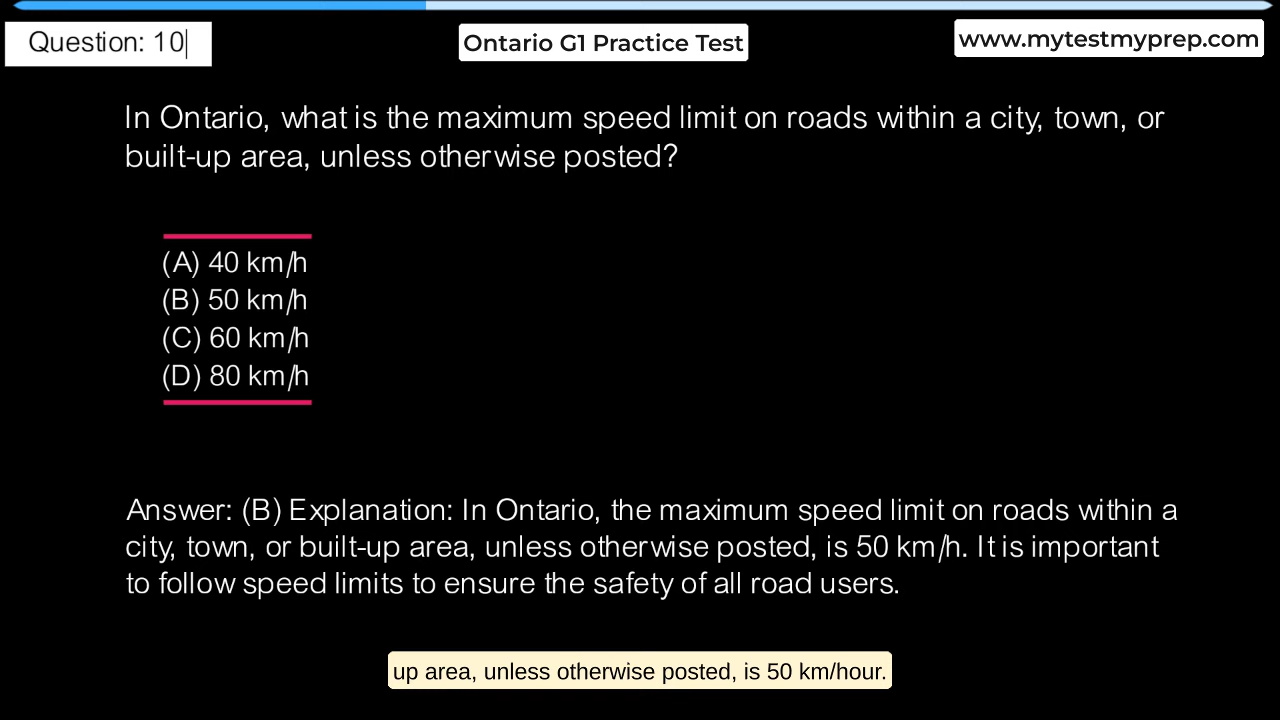 Question: 10
Ontario G1 Practice Test
www.mytestmyprep.com
In Ontario, what is the maximum speed limit on roads within a city, town, or
built-up area, unless otherwise posted?
(A) 40 km/h
(B) 50 km/h
(C) 60 km/h
(D) 80 km/h
Answer: (B) Explanation: In Ontario, the maximum speed limit on roads within a
city, town, or built-up area, unless otherwise posted, is 50 km/h. It is important
to follow speed limits to ensure the safety of all road users.
up area, unless otherwise posted, is 50 km/hour.